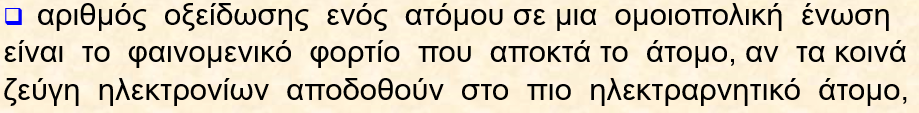 αριθμός οξείδωσης ενός ατόμου σε μια ομοιοπολική ένωση
είναι το φαινομενικό φορτίο που αποκτά το άτομο, αν τα κοινά
ζεύγη ηλεκτρονίων αποδοθούν στο πιο ηλεκτραρνητικό άτομο,